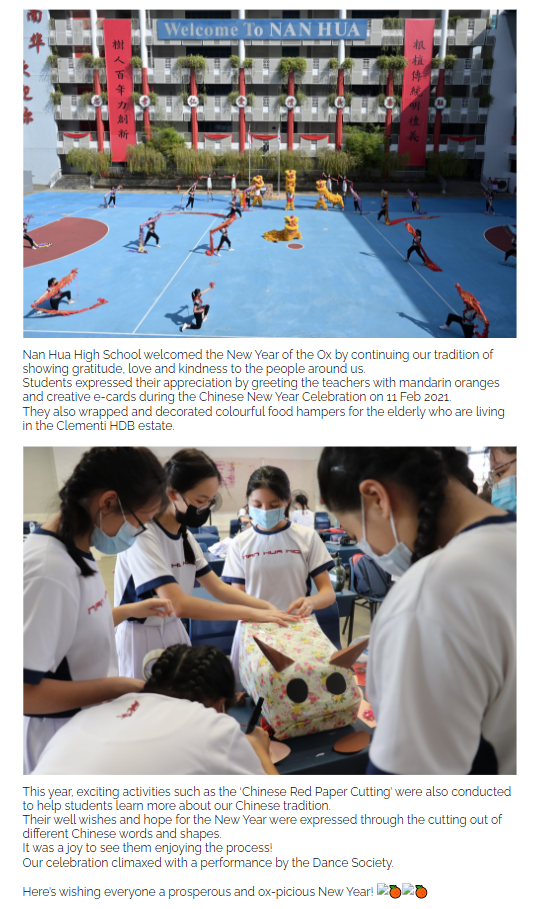 Welcome To NAN HUA
樹人百年力創新
根植傳統明懷義
Nan Hua High School welcomed the New Year of the Ox by continuing our tradition of
showing gratitude, love and kindness to the people around us.
Students expressed their appreciation by greeting the teachers with mandarin oranges
and creative e-cards during the Chinese New Year Celebration on 11 Feb 2021.
They also wrapped and decorated colourful food hampers for the elderly who are living
in the Clementi HDB estate.
NAN HUA HIG
This year, exciting activities such as the ‘Chinese Red Paper Cutting’ were also conducted
to help students learn more about our Chinese tradition.
Their well wishes and hope for the New Year were expressed through the cutting out of
different Chinese words and shapes.
It was a joy to see them enjoying the process!
Our celebration climaxed with a performance by the Dance Society.
Here’s wishing everyone a prosperous and ox-picious New Year! 🍊🍊